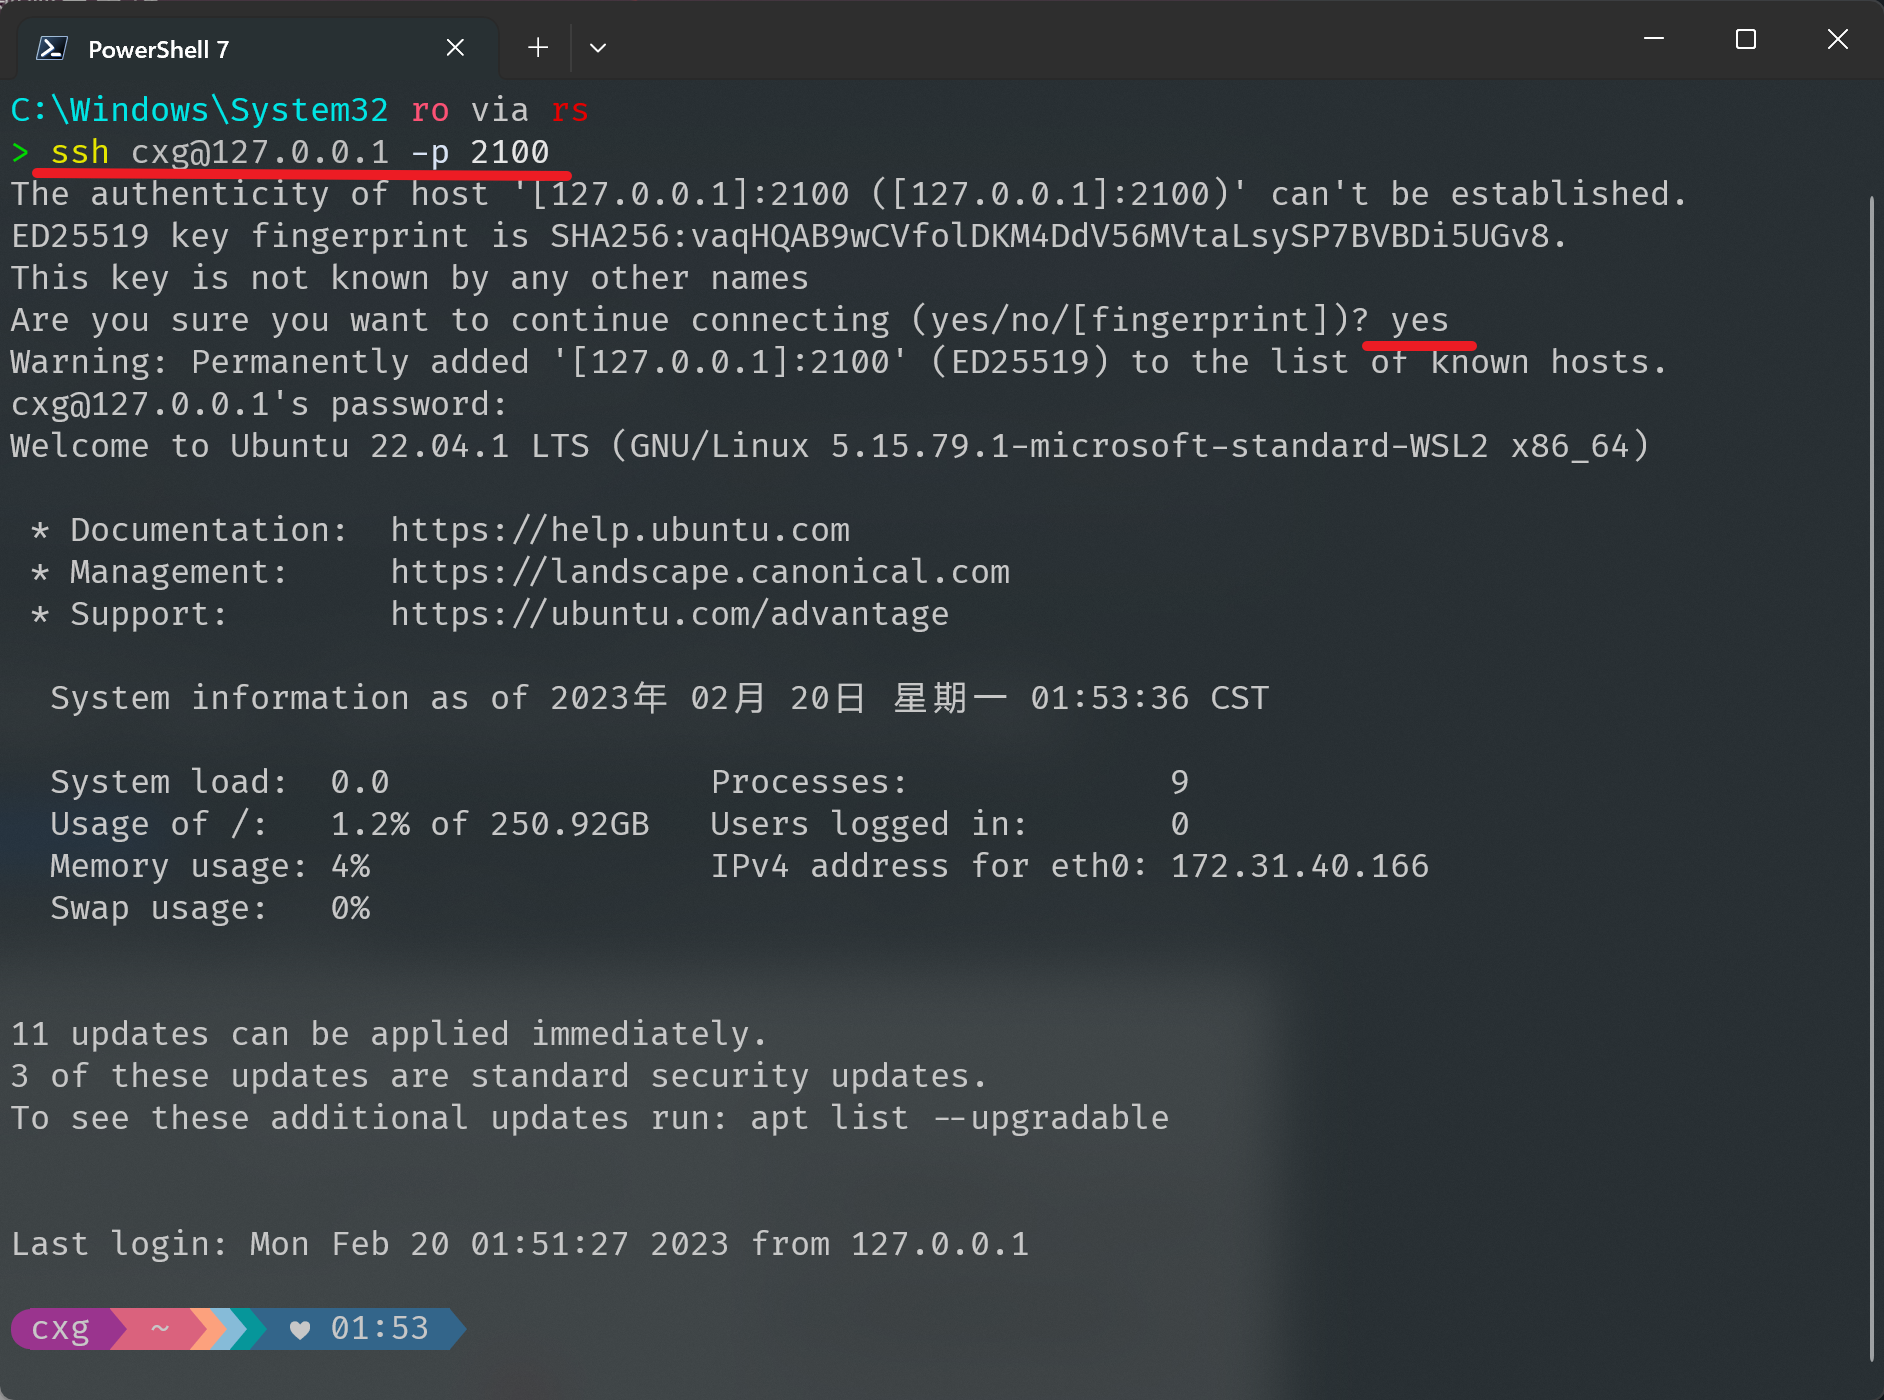 PowerShell 7
C:\Windows\System32 ro via rs
> ssh cxg@127.0.0.1 -p 2100
The authenticity of host '[127.0.0.1]:2100 ([127.0.0.1]:2100)' can't be established.
ED25519 key fingerprint is SHA256:vaqHQAB9wCVfolDKM4DdV56MVtaLsySP7BVBDi5UGv8.
This key is not known by any other names
Are you sure you want to continue connecting (yes/no/[fingerprint])? yes
Warning: Permanently added '[127.0.0.1]:2100' (ED25519) to the list of known hosts.
cxg@127.0.0.1's password:
Welcome to Ubuntu 22.04.1 LTS (GNU/Linux 5.15.79.1-microsoft-standard-WSL2 x86_64)
* Documentation:  https://help.ubuntu.com
* Management:     https://landscape.canonical.com
* Support:        https://ubuntu.com/advantage
System information as of 2023年 02月 20日 星期一 01:53:36 CST
System load:  0.0                Processes:             9
Usage of /:   1.2% of 250.92GB   Users logged in:       0
Memory usage: 4%                 IPv4 address for eth0: 172.31.40.166
Swap usage:   0%
11 updates can be applied immediately.
3 of these updates are standard security updates.
To see these additional updates run: apt list --upgradable
Last login: Mon Feb 20 01:51:27 2023 from 127.0.0.1
cxg ~ ♥ 01:53